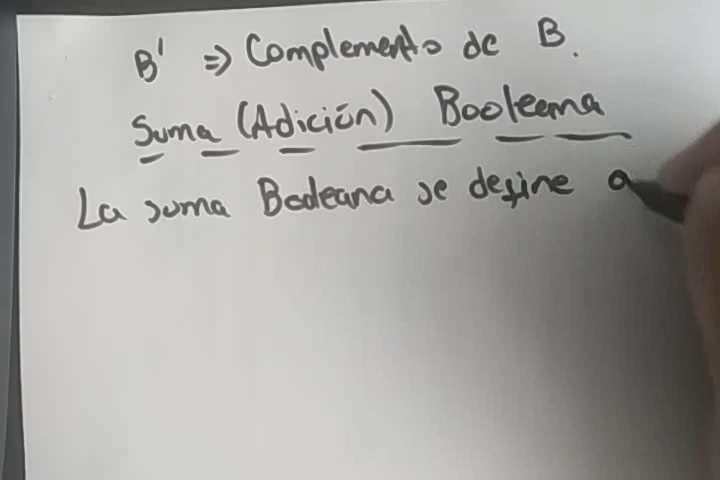 B' => Complemento de B.
Suma (Adición) Booleana
La suma Booleana se define a